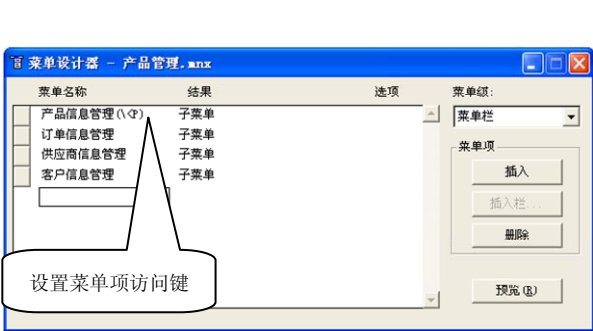 菜单设计器 - 产品管理.mnx
菜单名称 结果 选项 菜单级:
产品信息管理(\<P) 子菜单 菜单栏
订单信息管理 子菜单
供应商信息管理 子菜单 菜单项
客户信息管理 子菜单 插入
插入栏...
删除
设置菜单项访问键 预览(R)